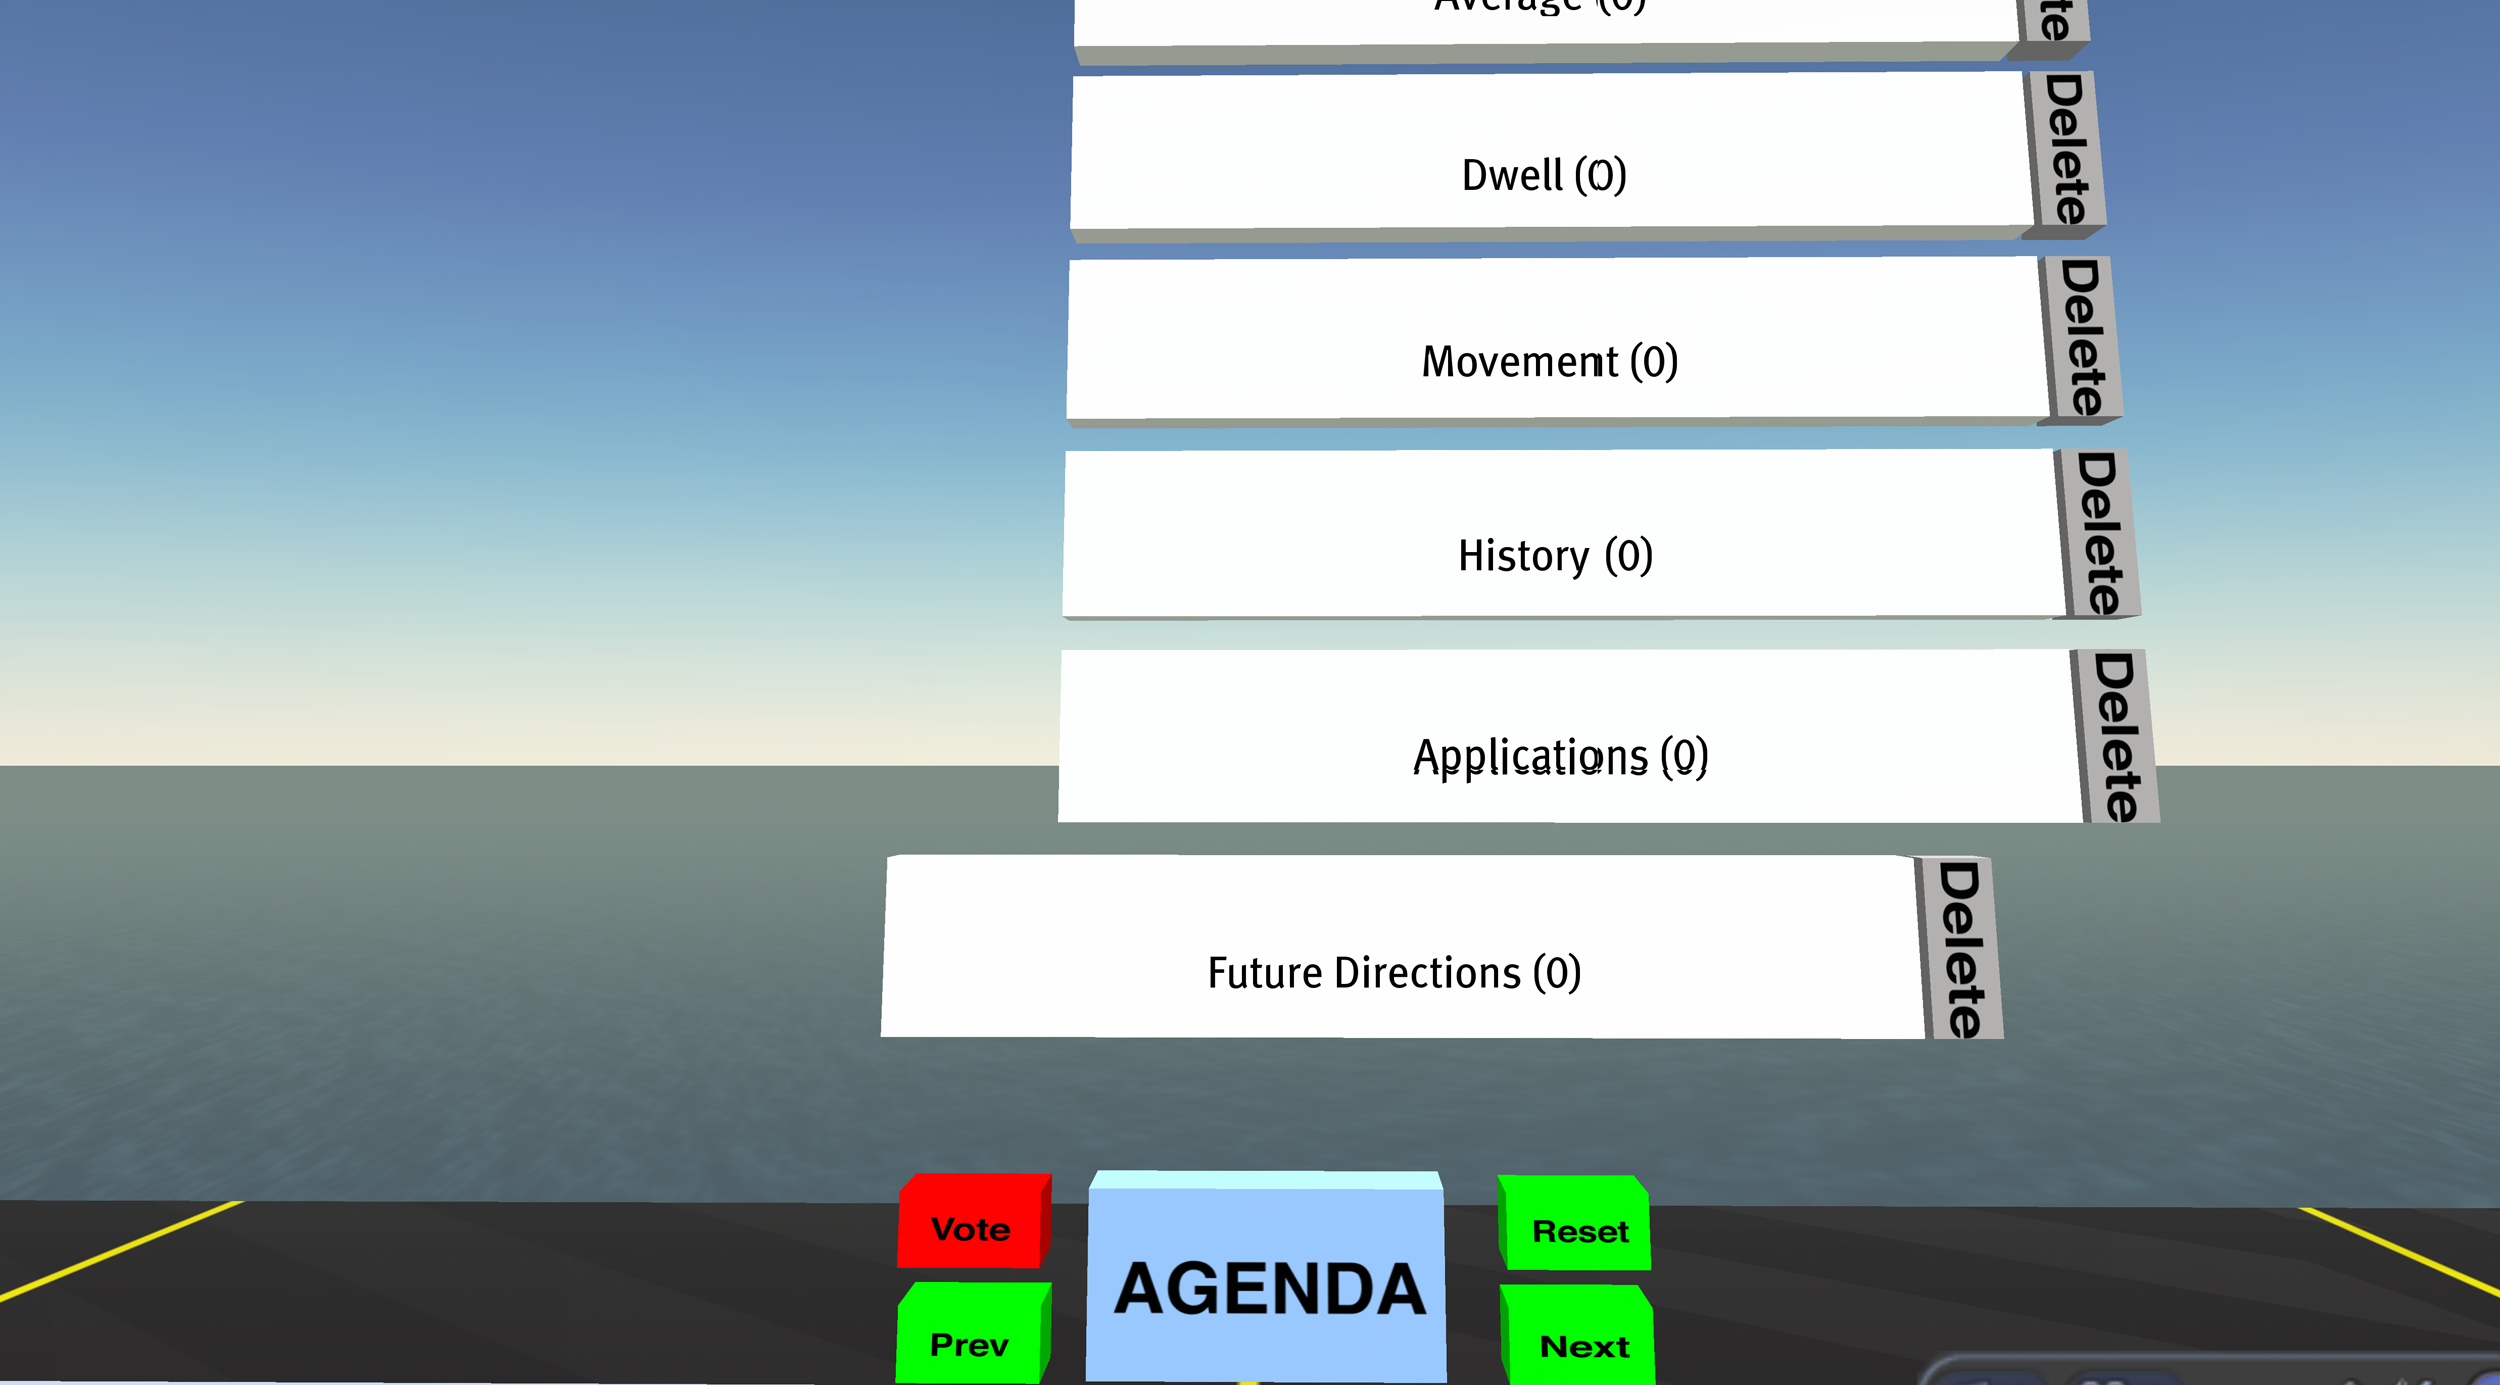 Average (0)
Delete
Dwell (0)
Delete
Movement (0)
Delete
History (0)
Delete
Applications (0)
Delete
Future Directions (0)
Delete
Vote
AGENDA
Reset
Prev
Next